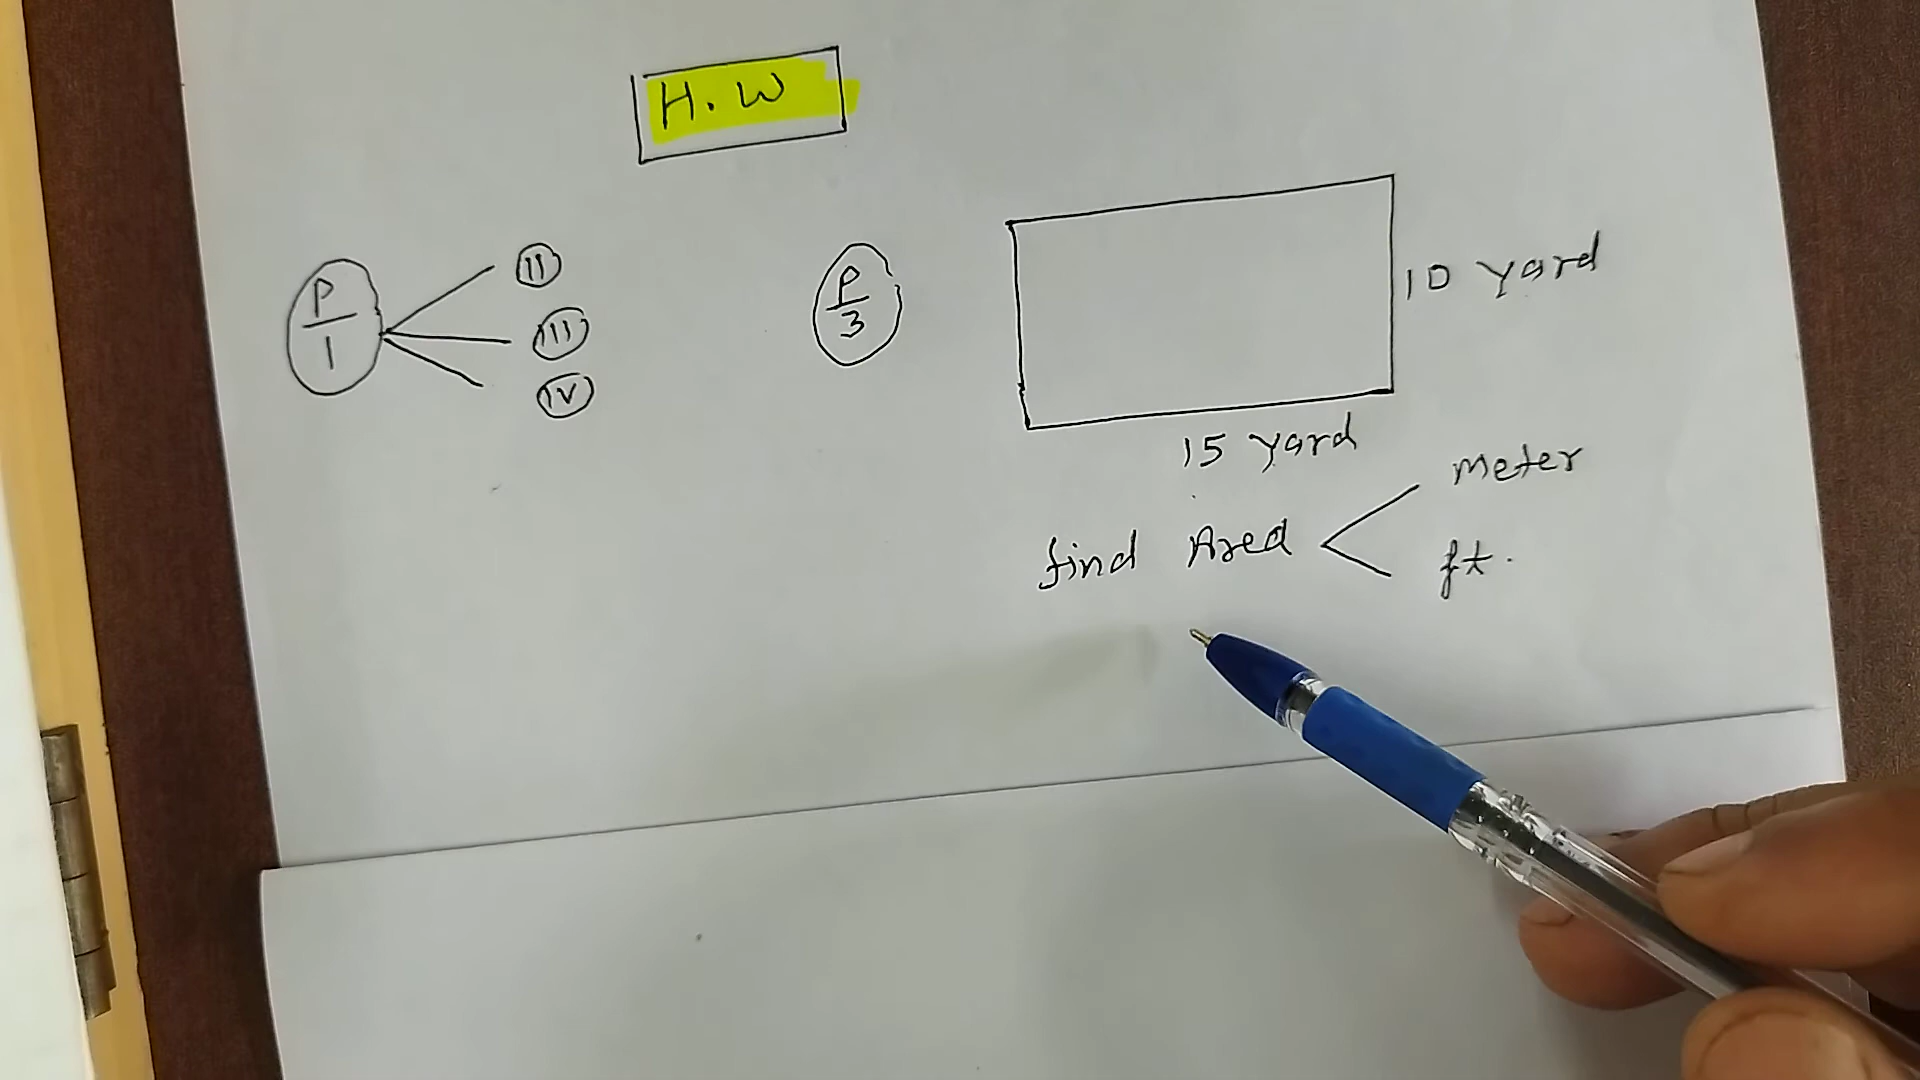 H.W
P/1
II
III
IV
P/3
10 yard
15 yard
find Area
meter
ft.